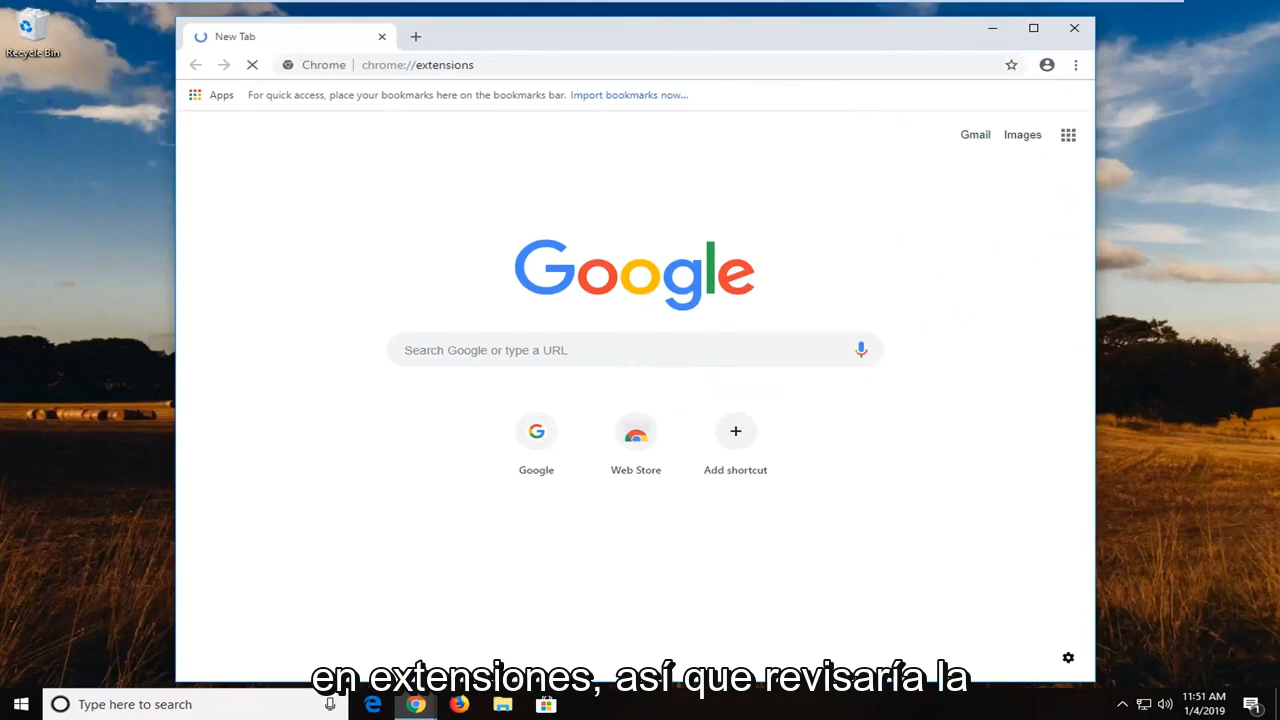 Recycle Bin
New Tab
Chrome | chrome://extensions
Apps For quick access, place your bookmarks here on the bookmarks bar. Import bookmarks now...
Gmail Images
Google
Search Google or type a URL
Google Web Store Add shortcut
en extensiones, así que revisaría la
Type here to search
11:51 AM
1/4/2019
1